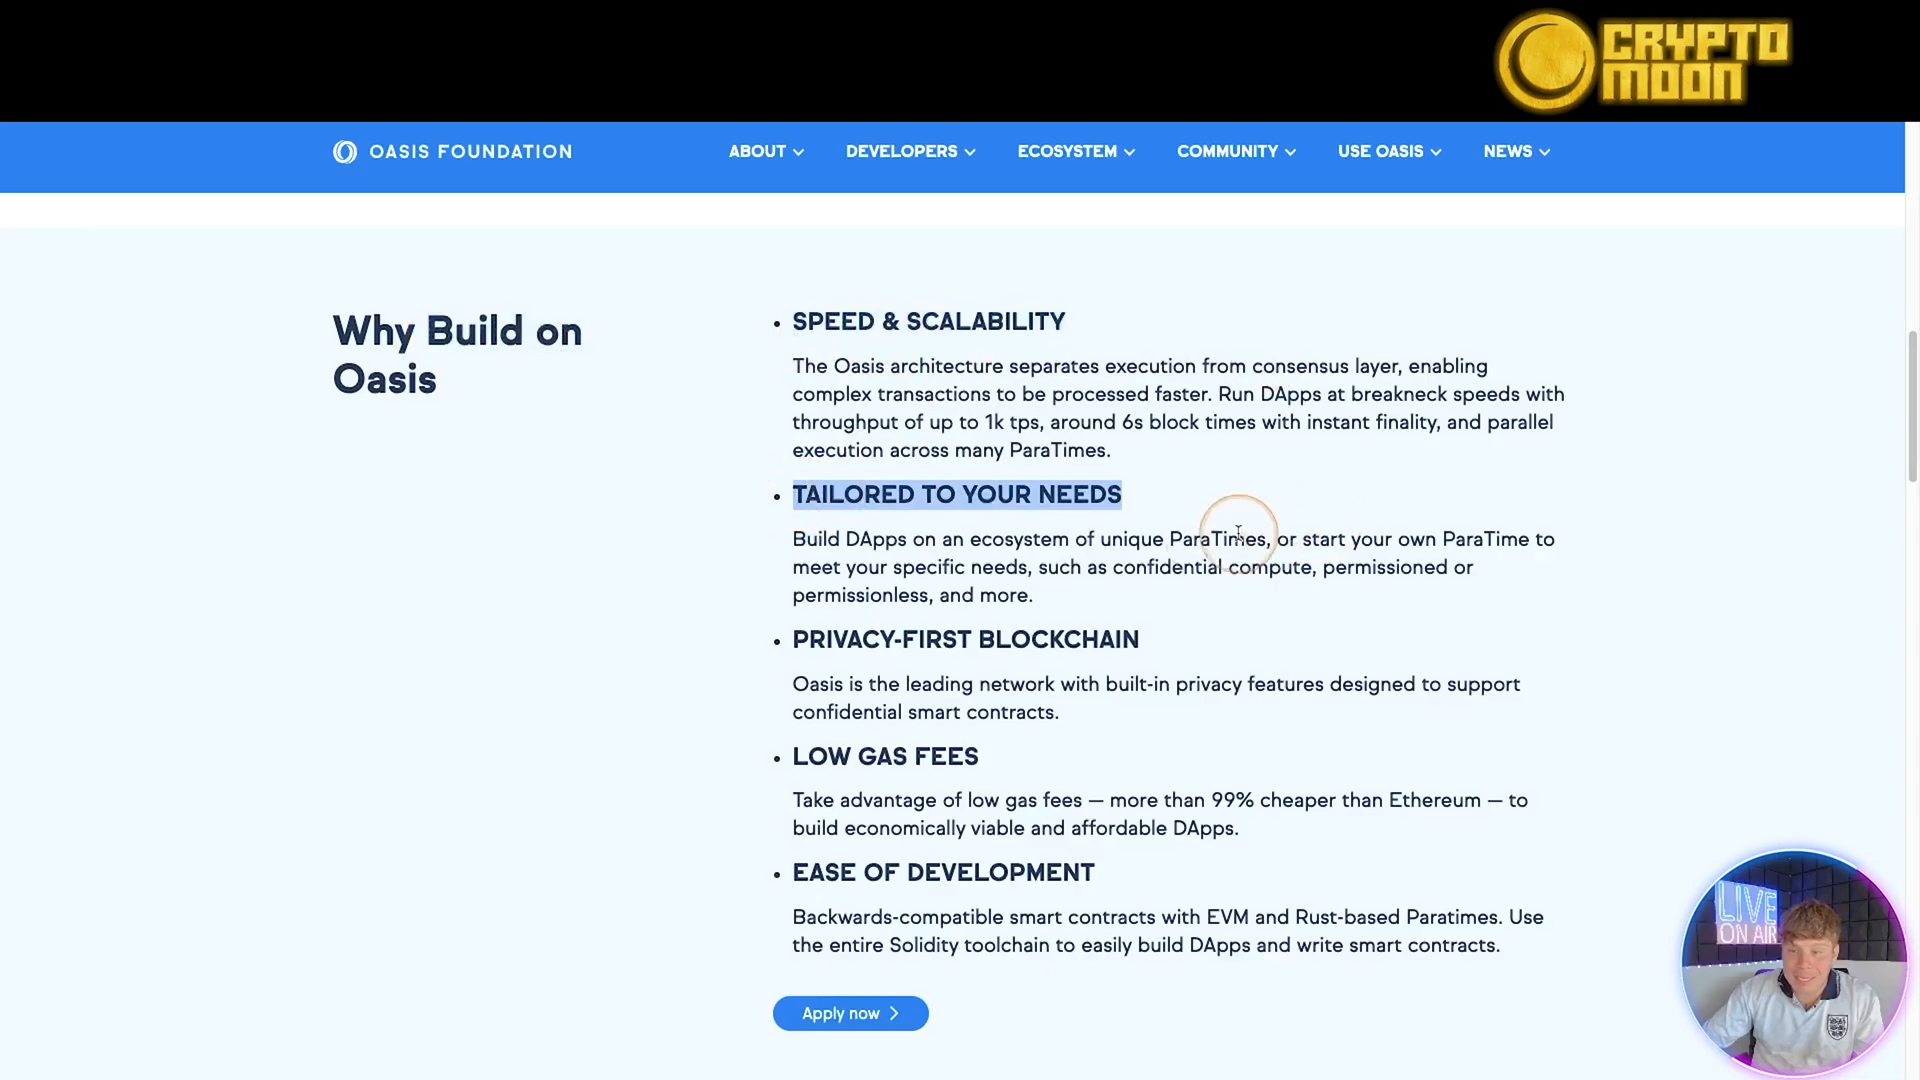 CRYPTO
MOON
OASIS FOUNDATION
ABOUT
DEVELOPERS
ECOSYSTEM
COMMUNITY
USE OASIS
NEWS
Why Build on
Oasis
• SPEED & SCALABILITY
The Oasis architecture separates execution from consensus layer, enabling
complex transactions to be processed faster. Run DApps at breakneck speeds with
throughput of up to 1k tps, around 6s block times with instant finality, and parallel
execution across many ParaTimes.
• TAILORED TO YOUR NEEDS
Build DApps on an ecosystem of unique ParaTimes, or start your own ParaTime to
meet your specific needs, such as confidential compute, permissioned or
permissionless, and more.
• PRIVACY-FIRST BLOCKCHAIN
Oasis is the leading network with built-in privacy features designed to support
confidential smart contracts.
• LOW GAS FEES
Take advantage of low gas fees — more than 99% cheaper than Ethereum — to
build economically viable and affordable DApps.
• EASE OF DEVELOPMENT
Backwards-compatible smart contracts with EVM and Rust-based Paratimes. Use
the entire Solidity toolchain to easily build DApps and write smart contracts.
Apply now
LIVE
ON AIR